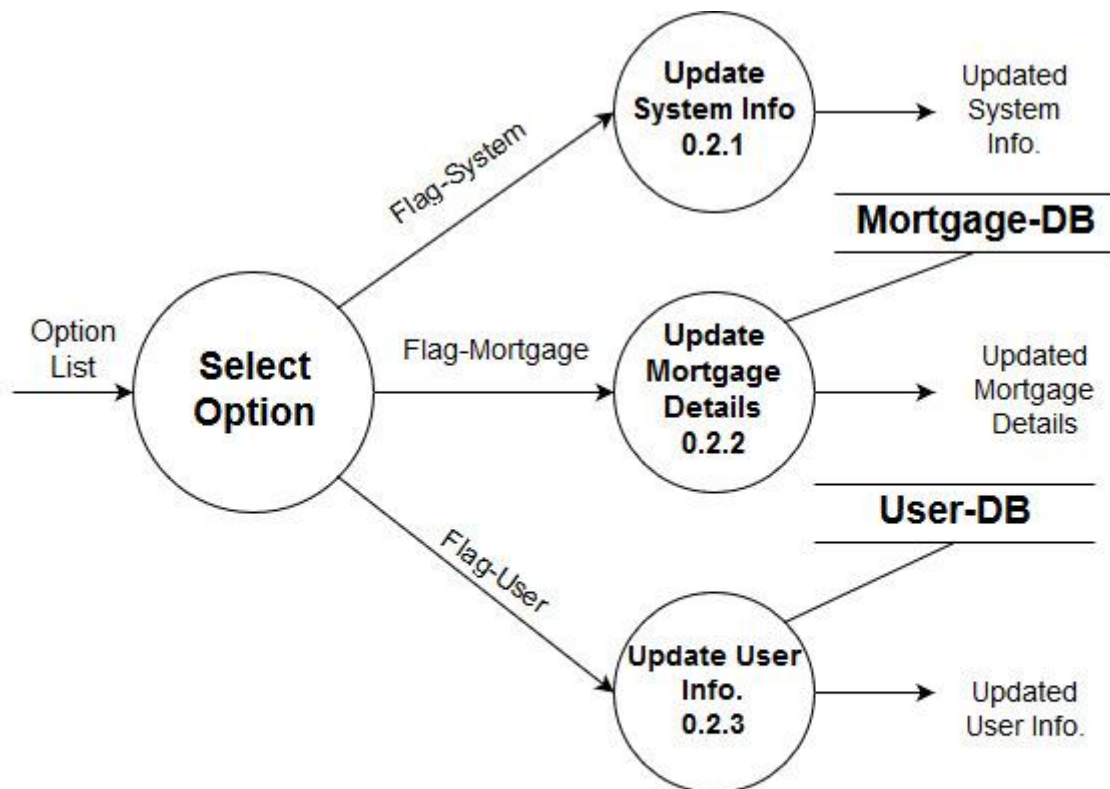 Update
System Info
0.2.1
Updated
System
Info.
Flag-System
Mortgage-DB
Option
List
Select
Option
Flag-Mortgage
Update
Mortgage
Details
0.2.2
Updated
Mortgage
Details
User-DB
Flag-User
Update User
Info.
0.2.3
Updated
User Info.